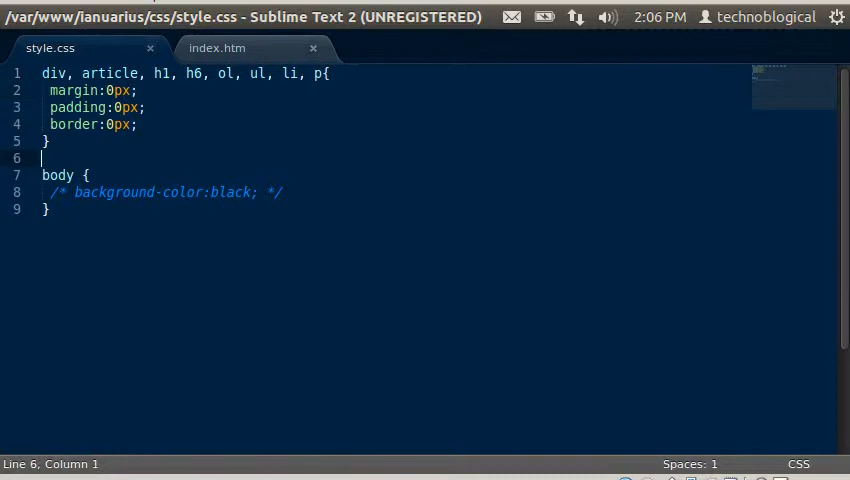 /var/www/ianuarius/css/style.css - Sublime Text 2 (UNREGISTERED) 2:06 PM technoblogical
style.css × index.htm ×
1 div, article, h1, h6, ol, ul, li, p{
2 margin:0px;
3 padding:0px;
4 border:0px;
5 }
6
7 body {
8 /* background-color:black; */
9 }
Line 6, Column 1 Spaces: 1 CSS